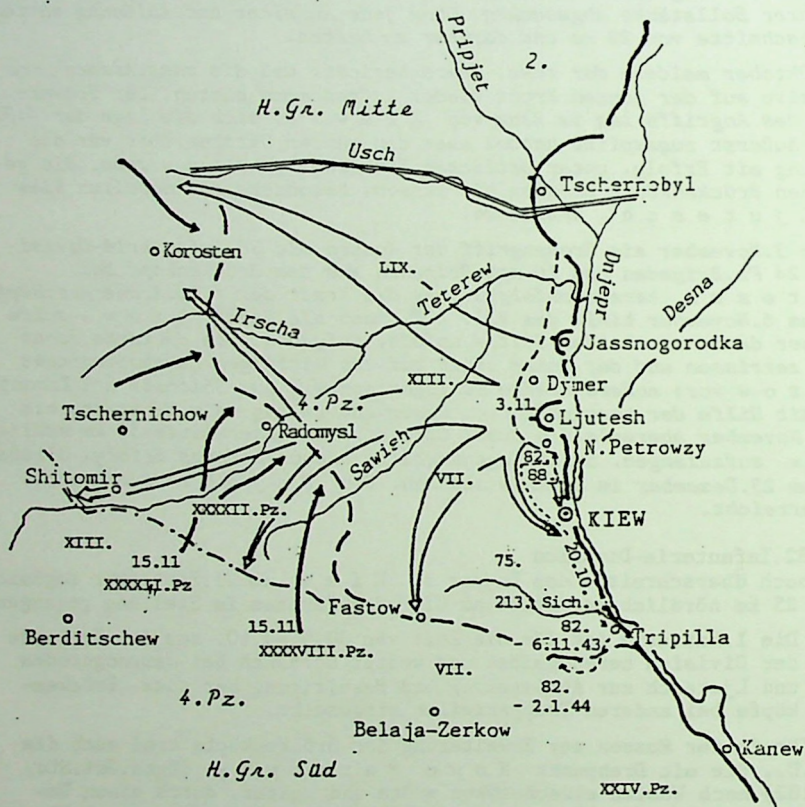 Pripjet
2.
H.Gr. Mitte
Usch
Tschernobyl
Korosten
LIX.
Teterew
Dnjepr
Desna
Irscha
Jassnogorodka
XIII.
Dymer
4.Pz.
3.11
Tschernichow
Radomysl
Ljutesh
N.Petrowzy
Sawish
82.
Shitomir
VII.
68.
XXXXII.Pz.
KIEW
XIII.
20.10.
15.11
75.
XXXXII.Pz
213.
Sich.
Fastow
82.
Berditschew
15.11
Tripilla
XXXXVIII.Pz.
- 6.11.43
VII.
4.Pz.
82.
- 2.1.44
Belaja-Zerkow
Kanew
H.Gr. Süd
XXIV.Pz.